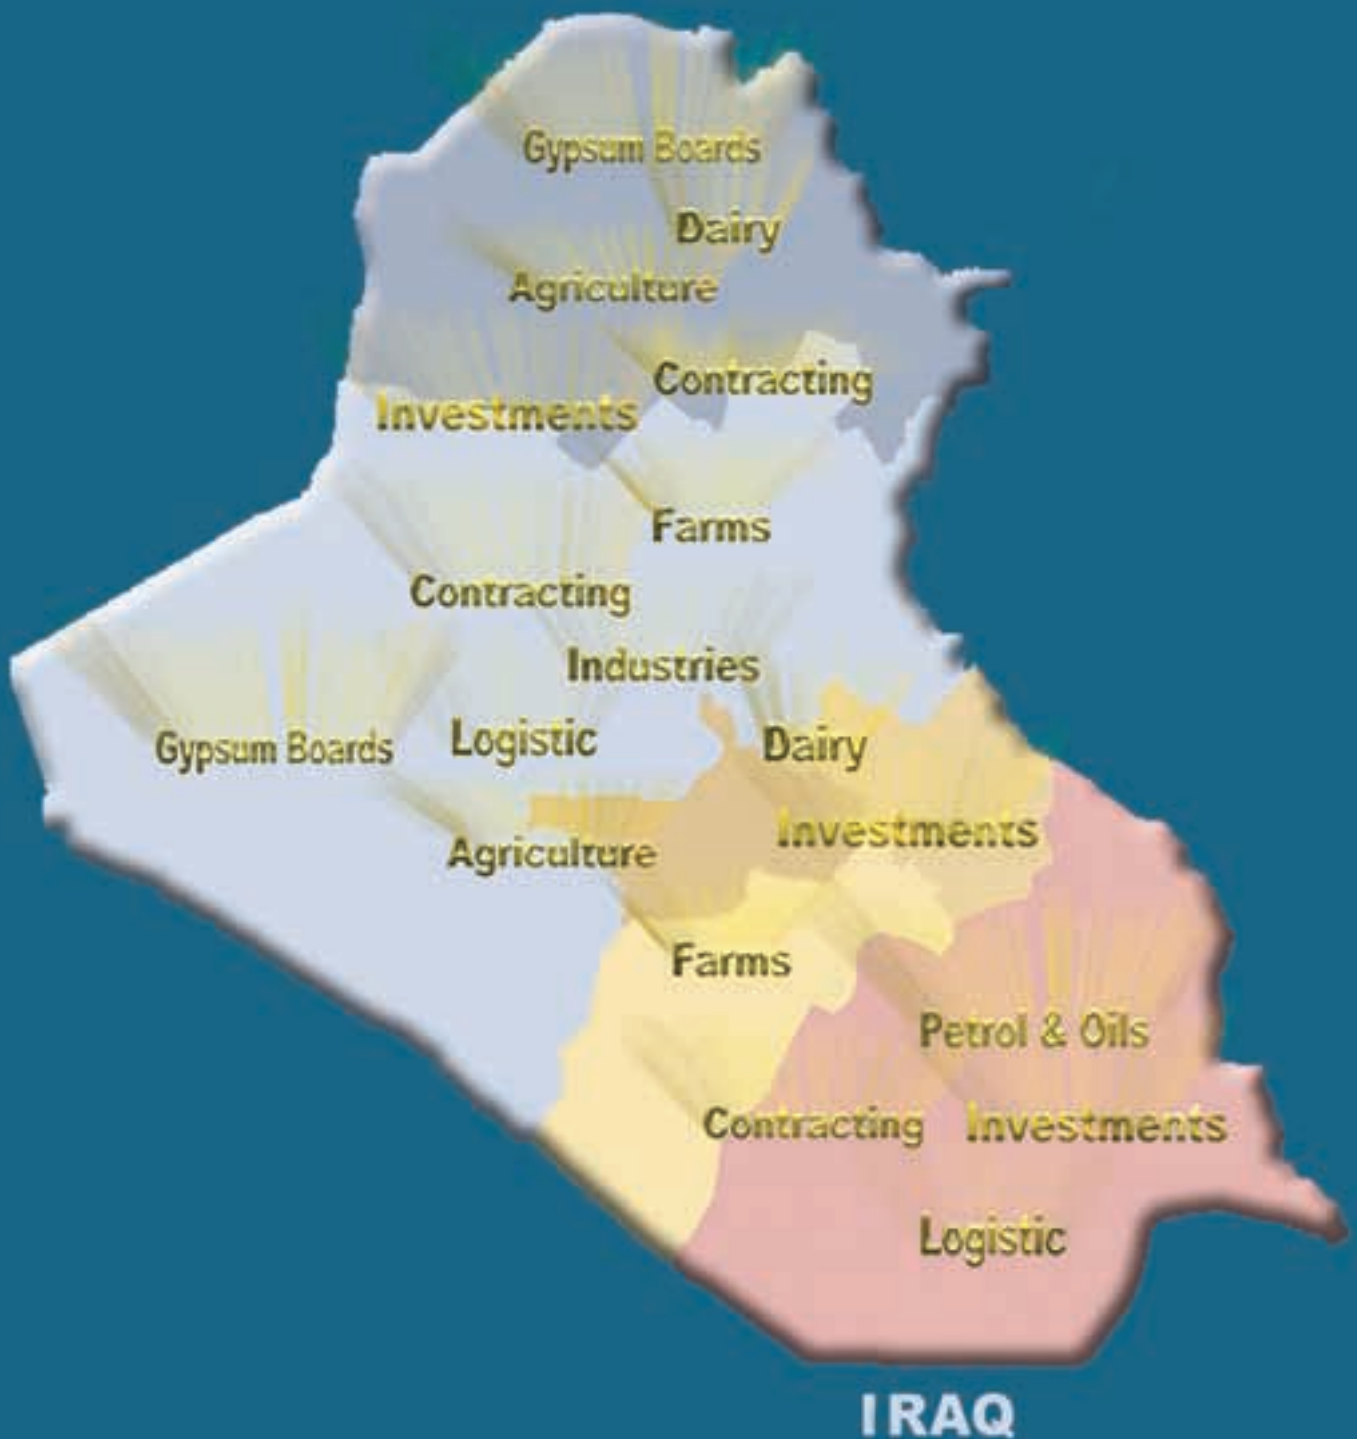 Gypsum Boards
Dairy
Agriculture
Contracting
Investments
Farms
Contracting
Industries
Logistic
Dairy
Gypsum Boards
Investments
Agriculture
Farms
Petrol & Oils
Contracting
Investments
Logistic
IRAQ